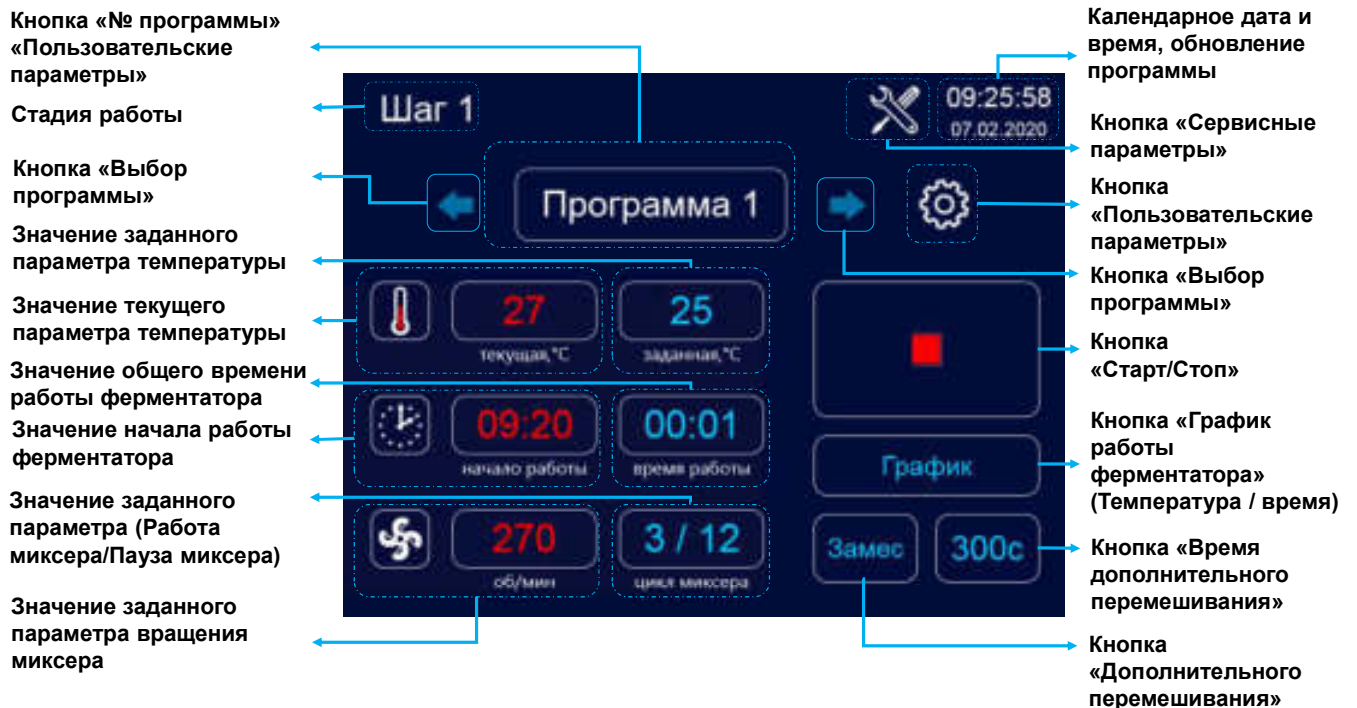 Кнопка «№ программы»
«Пользовательские
параметры»
Стадия работы
Кнопка «Выбор
программы»
Значение заданного
параметра температуры
Значение текущего
параметра температуры
Значение общего времени
работы ферментатора
Значение начала работы
ферментатора
Значение заданного
параметра (Работа
миксера/Пауза миксера)
Значение заданного
параметра вращения
миксера
Шаг 1
09:25:58
07.02.2020
Программа 1
27
текущая,°C
25
заданная,°C
09:20
начало работы
00:01
время работы
График
270
об/мин
3 / 12
цикл миксера
Замес
300с
Календарное дата и
время, обновление
программы
Кнопка «Сервисные
параметры»
Кнопка
«Пользовательские
параметры»
Кнопка «Выбор
программы»
Кнопка
«Старт/Стоп»
Кнопка «График
работы
ферментатора»
(Температура / время)
Кнопка «Время
дополнительного
перемешивания»
Кнопка
«Дополнительного
перемешивания»